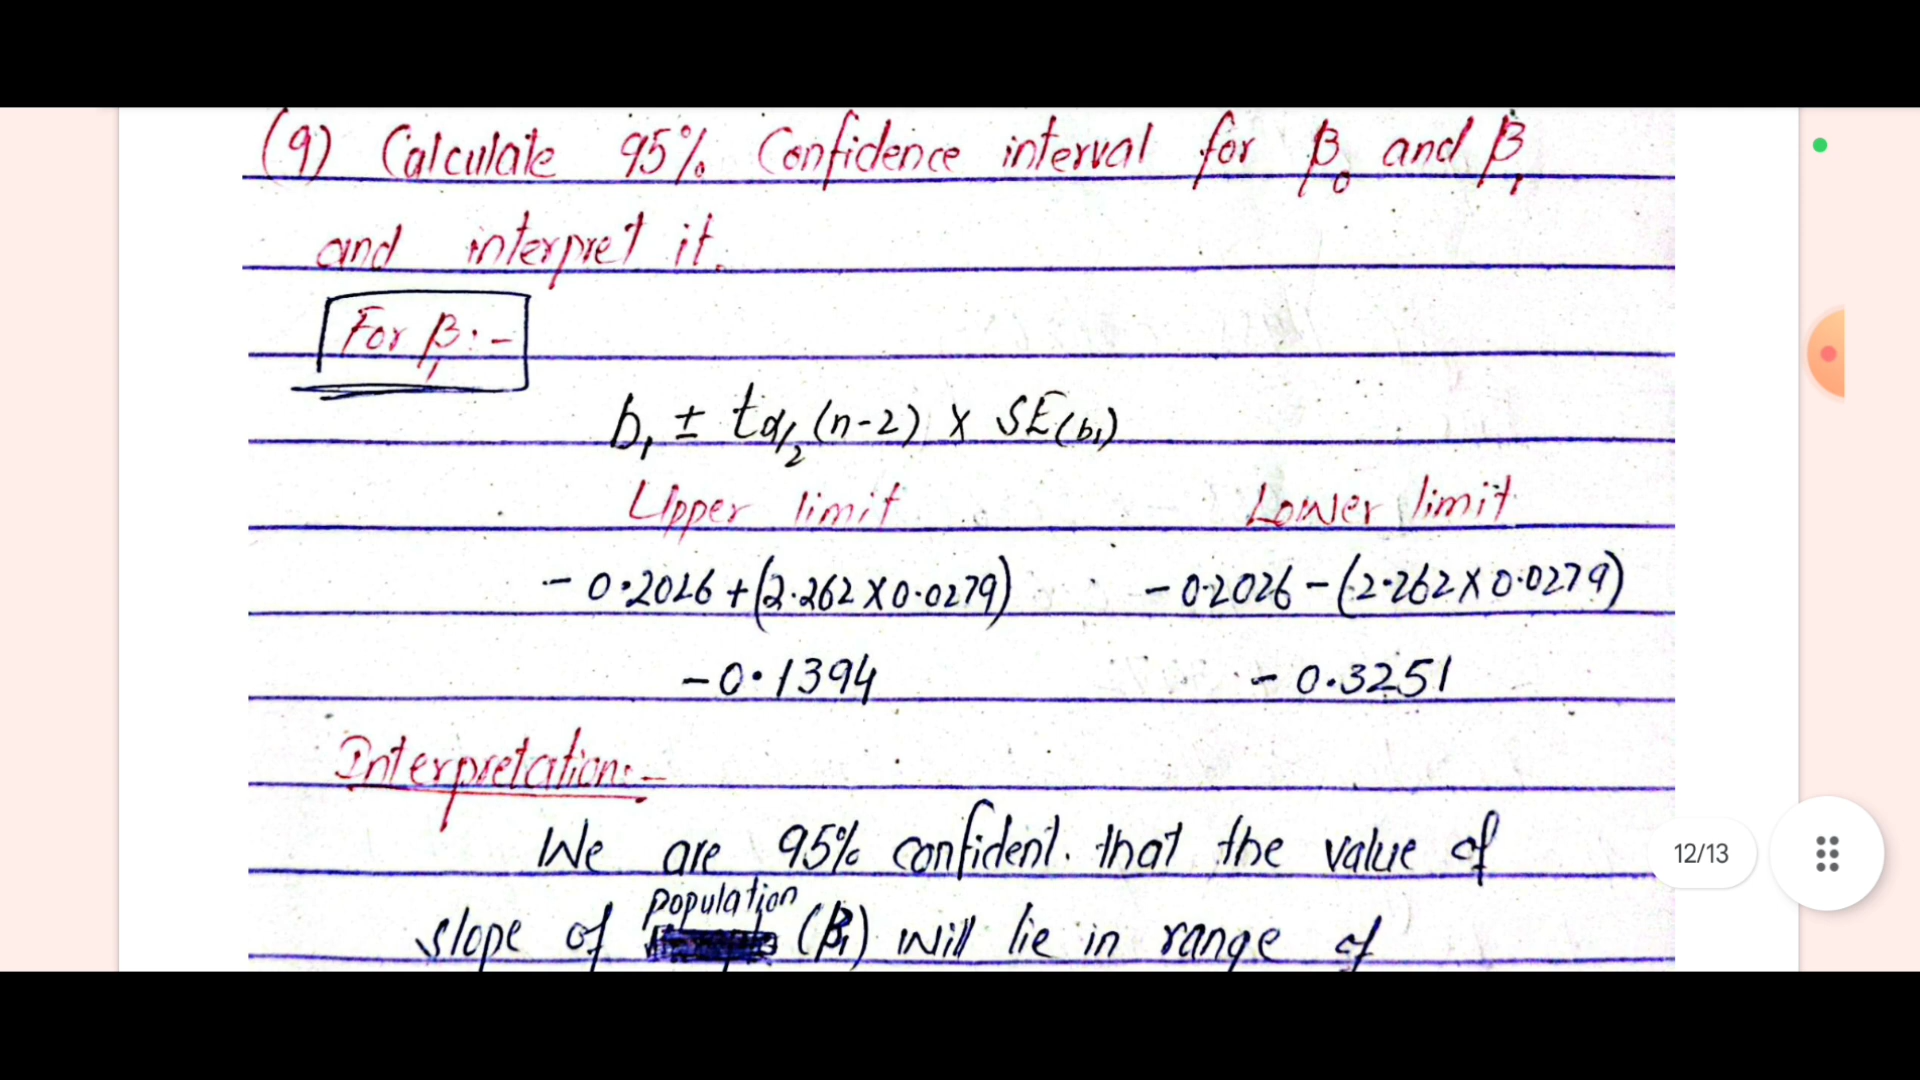 (9) Calculate 95% Confidence interval for β₀ and β₁
and interpret it.
For β₁:-
b₁ ± tα/₂ (n-2) × SE(b₁)
Upper limit Lower limit
- 0.2026 + (2.262 × 0.0279) - 0.2026 - (2.262 × 0.0279)
- 0.1394 - 0.3251
Interpretation:-
We are 95% confident. that the value of
population
slope of (β₁) will lie in range of
12/13